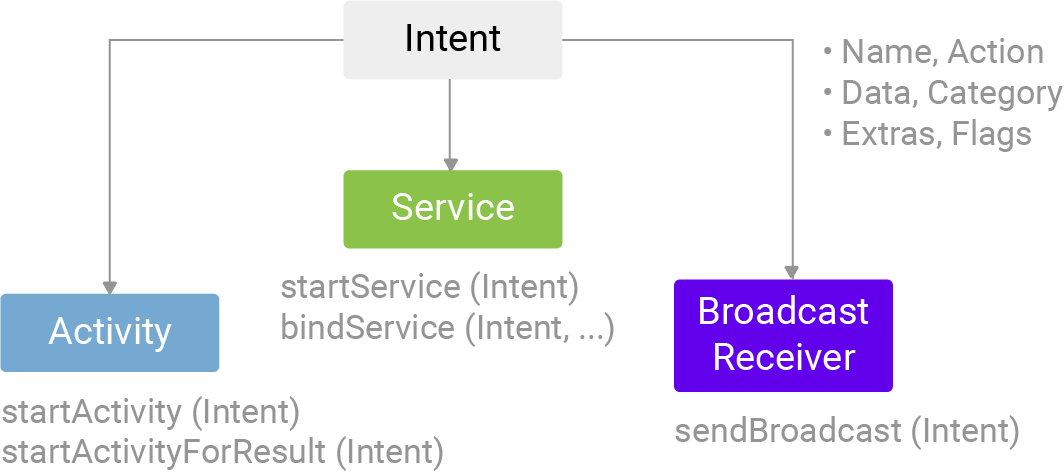 Intent
• Name, Action
• Data, Category
• Extras, Flags
Service
startService (Intent)
bindService (Intent, ...)
Activity
startActivity (Intent)
startActivityForResult (Intent)
Broadcast
Receiver
sendBroadcast (Intent)